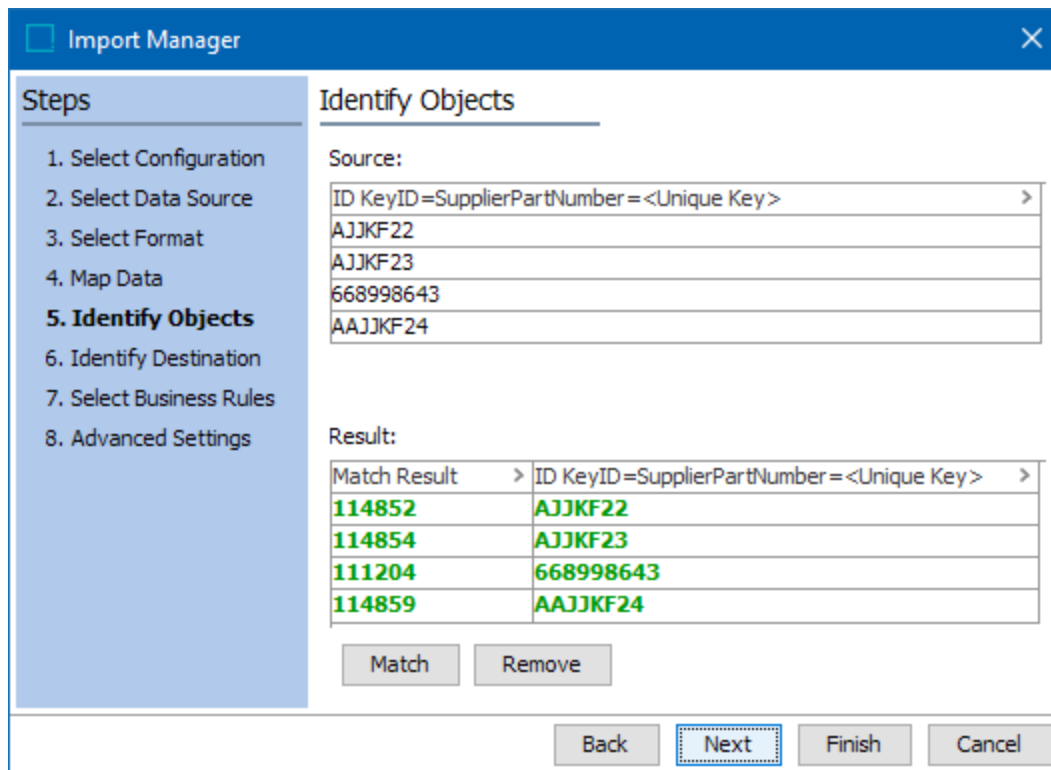 Import Manager
Steps
1. Select Configuration
2. Select Data Source
3. Select Format
4. Map Data
5. Identify Objects
6. Identify Destination
7. Select Business Rules
8. Advanced Settings
Identify Objects
Source:
ID KeyID=SupplierPartNumber=<Unique Key> >
AJJKF22
AJJKF23
668998643
AAJJKF24
Result:
Match Result > ID KeyID=SupplierPartNumber=<Unique Key> >
114852 AJJKF22
114854 AJJKF23
111204 668998643
114859 AAJJKF24
Match Remove
Back Next Finish Cancel